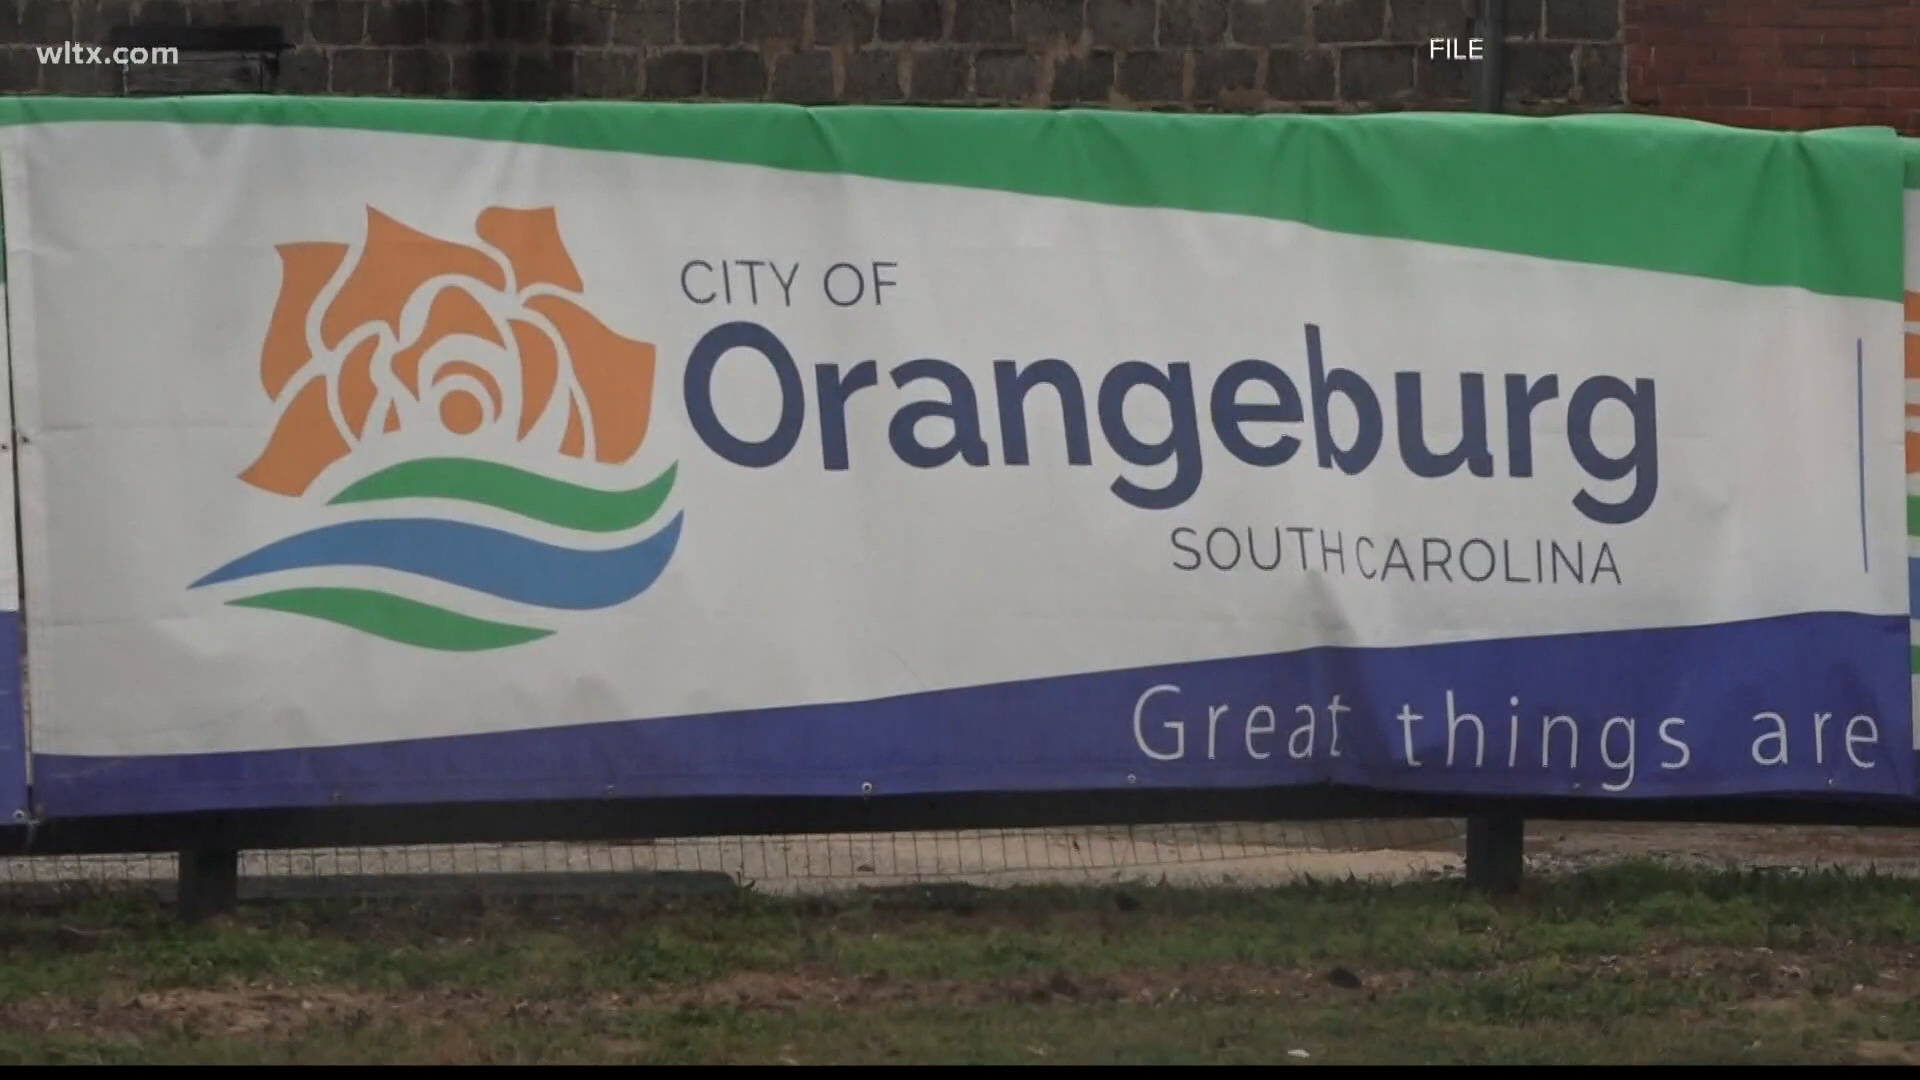 wltx.com
FILE
CITY OF
Orangeburg
SOUTH CAROLINA
Great things are